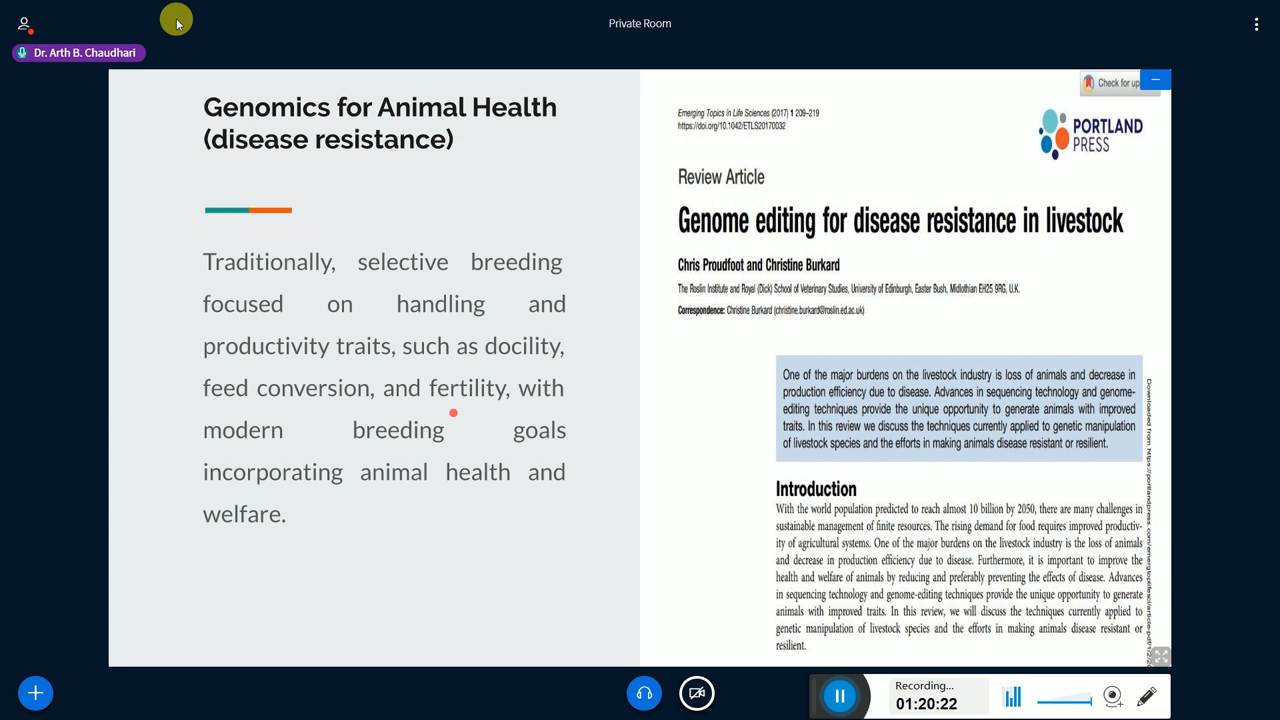 Private Room
Dr. Arth B. Chaudhari
Genomics for Animal Health
(disease resistance)
Traditionally, selective breeding
focused on handling and
productivity traits, such as docility,
feed conversion, and fertility, with
modern breeding goals
incorporating animal health and
welfare.
Check for up
Emerging Topics in Life Sciences (2017) 1 209–219
https://doi.org/10.1042/ETLS20170032
PORTLAND
PRESS
Review Article
Genome editing for disease resistance in livestock
Chris Proudfoot and Christine Burkard
The Roslin Institute and Royal (Dick) School of Veterinary Studies, University of Edinburgh, Easter Bush, Midlothian EH25 9RG, U.K.
Correspondence: Christine Burkard (christine.burkard@roslin.ed.ac.uk)
One of the major burdens on the livestock industry is loss of animals and decrease in
production efficiency due to disease. Advances in sequencing technology and genome-
editing techniques provide the unique opportunity to generate animals with improved
traits. In this review we discuss the techniques currently applied to genetic manipulation
of livestock species and the efforts in making animals disease resistant or resilient.
Introduction
With the world population predicted to reach almost 10 billion by 2050, there are many challenges in
sustainable management of finite resources. The rising demand for food requires improved productiv-
ity of agricultural systems. One of the major burdens on the livestock industry is the loss of animals
and decrease in production efficiency due to disease. Furthermore, it is important to improve the
health and welfare of animals by reducing and preferably preventing the effects of disease. Advances
in sequencing technology and genome-editing techniques provide the unique opportunity to generate
animals with improved traits. In this review, we will discuss the techniques currently applied to
genetic manipulation of livestock species and the efforts in making animals disease resistant or
resilient.
Downloaded from
Recording...
01:20:22